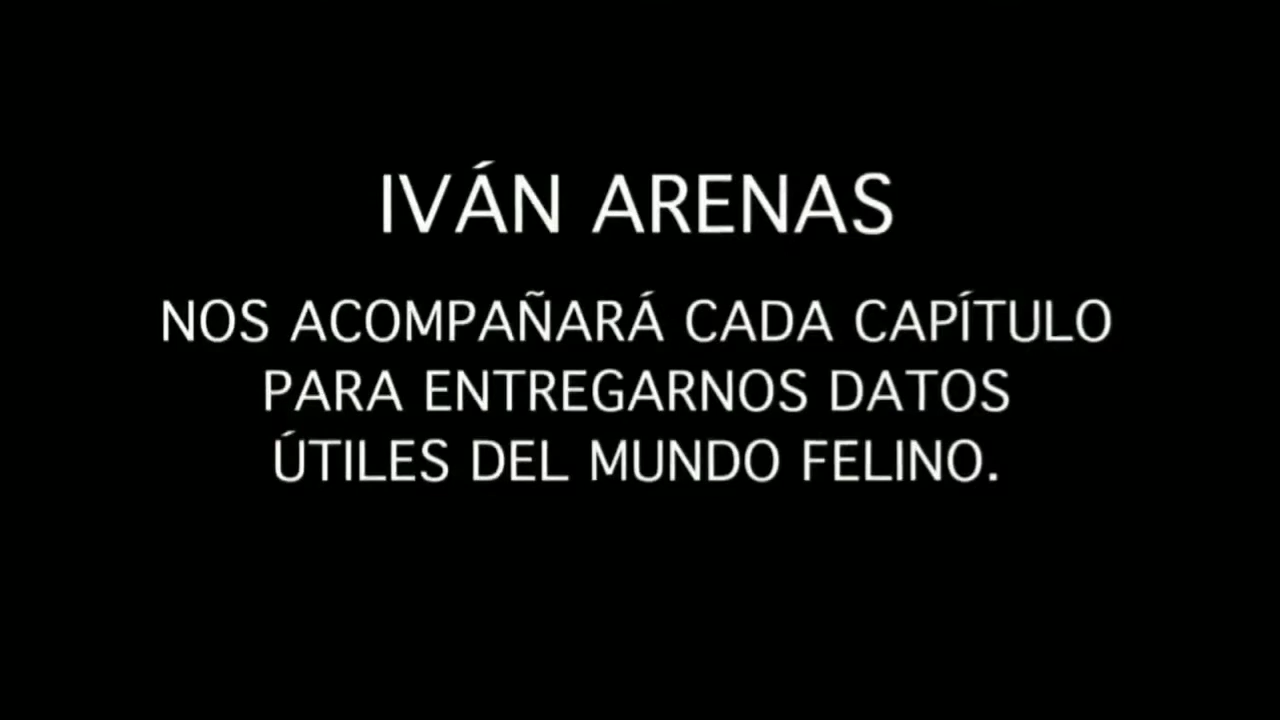 IVÁN ARENAS
NOS ACOMPAÑARÁ CADA CAPÍTULO
PARA ENTREGARNOS DATOS
ÚTILES DEL MUNDO FELINO.